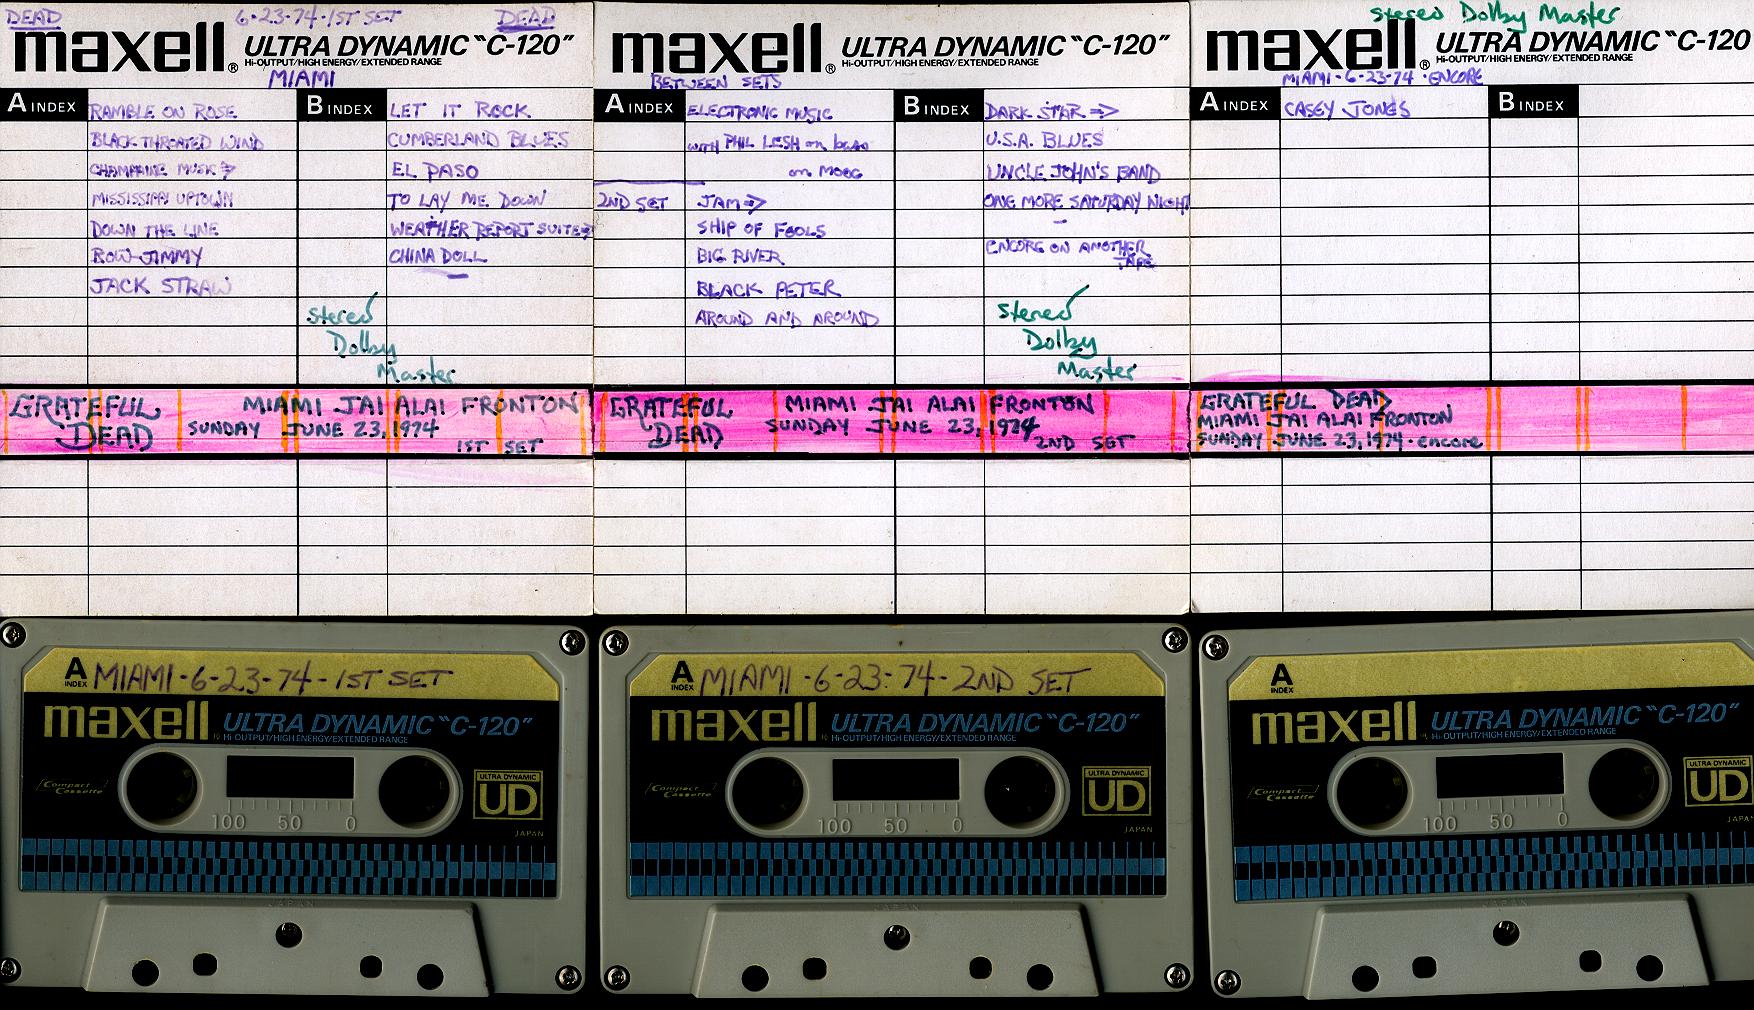 DEAD 6·23·74·1ST SET DEAD
maxell® ULTRA DYNAMIC "C-120"
Hi-OUTPUT/HIGH ENERGY/EXTENDED RANGE
MIAMI
A INDEX
RAMBLE ON ROSE
BLACK THROATED WIND
CHAMPAGNE MUSIC →
MISSISSIPPI UPTOWN
DOWN THE LINE
ROW-JIMMY
JACK STRAW
B INDEX
LET IT ROCK
CUMBERLAND BLUES
EL PASO
TO LAY ME DOWN
WEATHER REPORT SUITE→
CHINA DOLL
Stereo
Dolby
Master
GRATEFUL DEAD
MIAMI JAI ALAI FRONTON
SUNDAY JUNE 23, 1974
1ST SET
maxell® ULTRA DYNAMIC "C-120"
Hi-OUTPUT/HIGH ENERGY/EXTENDED RANGE
BETWEEN SETS
A INDEX
ELECTRONIC MUSIC
with PHIL LESH on bass
on MOOG
2ND SET JAM→
SHIP OF FOOLS
BIG RIVER
BLACK PETER
AROUND AND AROUND
B INDEX
DARK STAR →
U.S.A. BLUES
UNCLE JOHN'S BAND
ONE MORE SATURDAY NIGHT
ENCORE ON ANOTHER
TAPE
Stereo
Dolby
Master
GRATEFUL DEAD
MIAMI JAI ALAI FRONTON
SUNDAY JUNE 23, 1974
2ND SET
Stereo Dolby Master
maxell® ULTRA DYNAMIC "C-120
Hi-OUTPUT/HIGH ENERGY/EXTENDED RANGE
MIAMI-6-23-74 ·ENCORE
A INDEX
CASEY JONES
B INDEX
GRATEFUL DEAD
MIAMI JAI ALAI FRONTON
SUNDAY JUNE 23, 1974 · encore
A INDEX MIAMI-6-23-74-1ST SET
maxell® ULTRA DYNAMIC "C-120"
Hi-OUTPUT/HIGH ENERGY/EXTENDED RANGE
Compact Cassette
ULTRA DYNAMIC
UD
100 50 0
JAPAN
JAPAN
A INDEX MIAMI-6-23-74-2ND SET
maxell® ULTRA DYNAMIC "C-120"
Hi-OUTPUT/HIGH ENERGY/EXTENDED RANGE
Compact Cassette
ULTRA DYNAMIC
UD
100 50 0
JAPAN
JAPAN
A INDEX
maxell® ULTRA DYNAMIC "C-120"
Hi-OUTPUT/HIGH ENERGY/EXTENDED RANGE
Compact Cassette
ULTRA DYNAMIC
UD
100 50 0
JAPAN
JAPAN